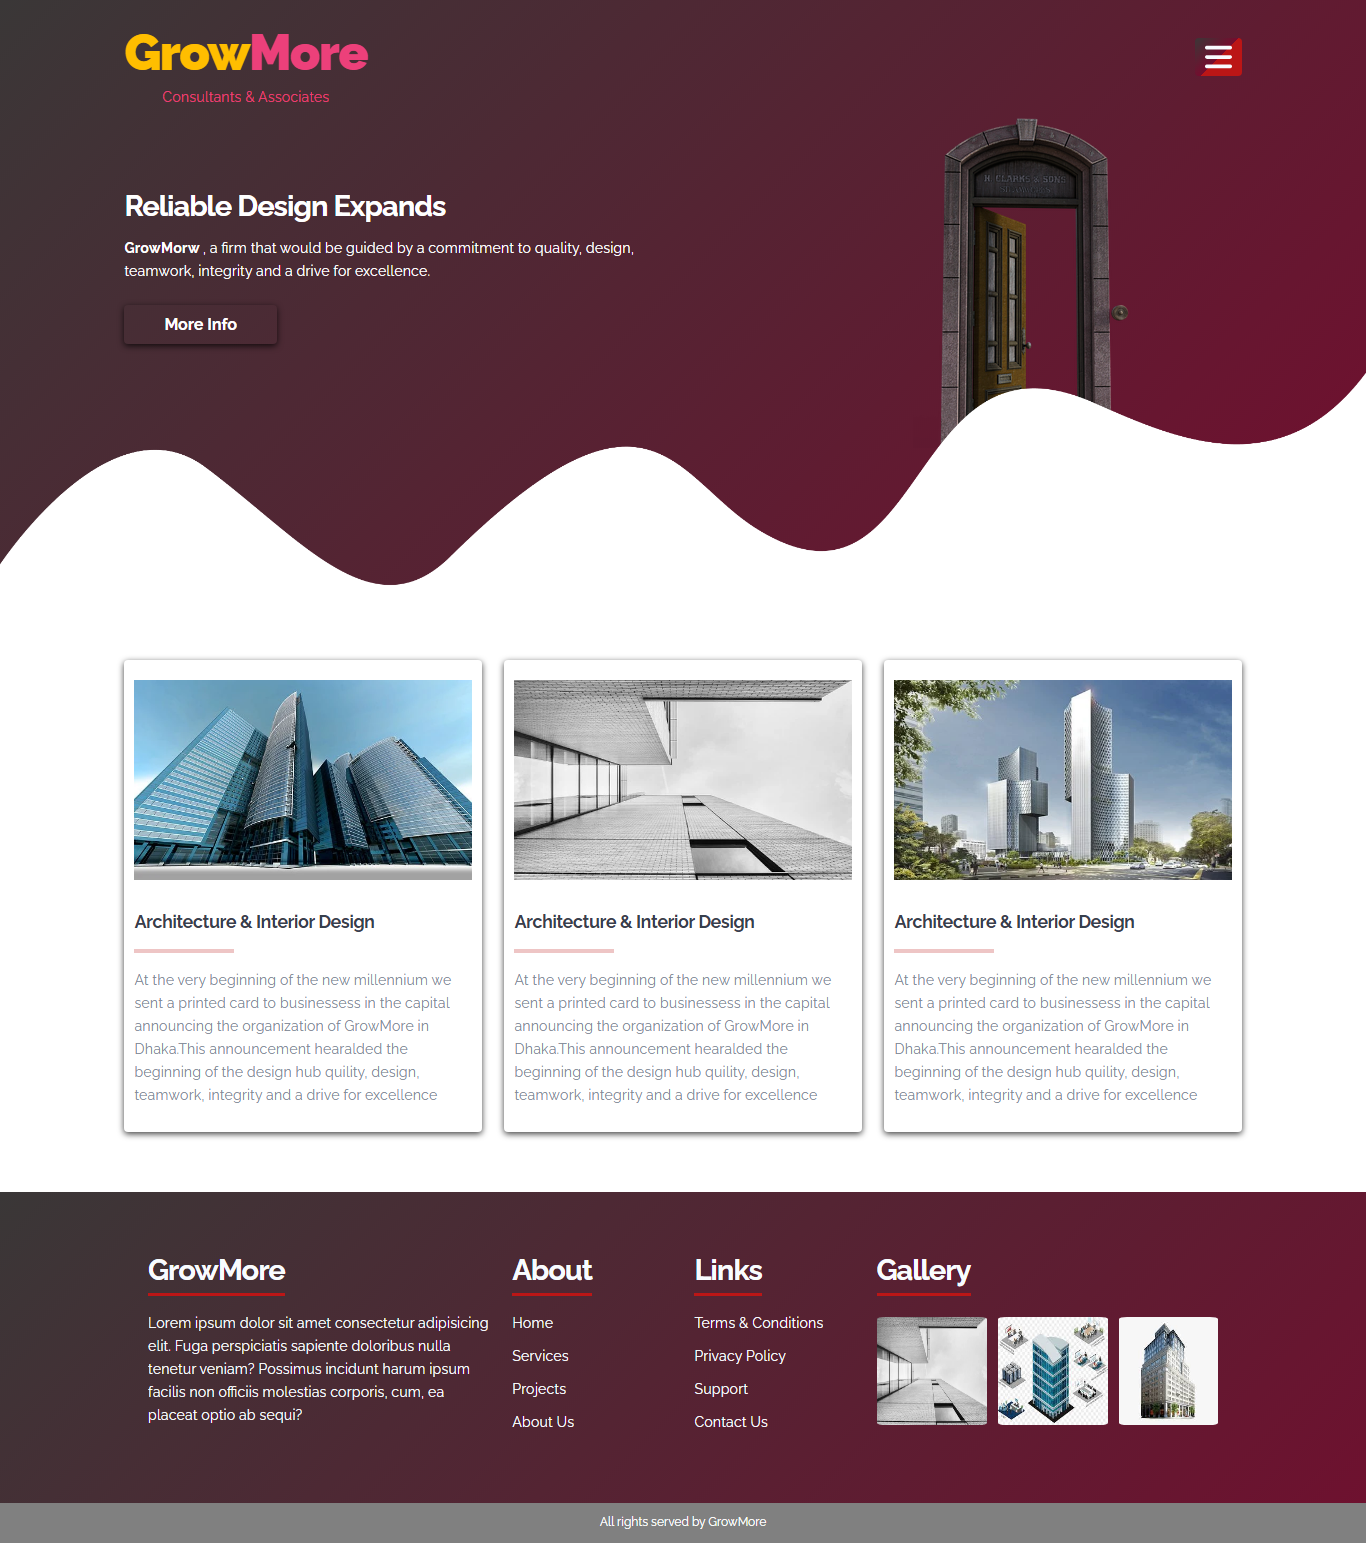 GrowMore
Consultants & Associates
H. CLARKE & SONS
Reliable Design Expands
GrowMorw , a firm that would be guided by a commitment to quality, design,
teamwork, integrity and a drive for excellence.
More Info
Architecture & Interior Design
At the very beginning of the new millennium we
sent a printed card to businessess in the capital
announcing the organization of GrowMore in
Dhaka.This announcement hearalded the
beginning of the design hub quility, design,
teamwork, integrity and a drive for excellence
Architecture & Interior Design
At the very beginning of the new millennium we
sent a printed card to businessess in the capital
announcing the organization of GrowMore in
Dhaka.This announcement hearalded the
beginning of the design hub quility, design,
teamwork, integrity and a drive for excellence
Architecture & Interior Design
At the very beginning of the new millennium we
sent a printed card to businessess in the capital
announcing the organization of GrowMore in
Dhaka.This announcement hearalded the
beginning of the design hub quility, design,
teamwork, integrity and a drive for excellence
GrowMore
Lorem ipsum dolor sit amet consectetur adipisicing
elit. Fuga perspiciatis sapiente doloribus nulla
tenetur veniam? Possimus incidunt harum ipsum
facilis non officiis molestias corporis, cum, ea
placeat optio ab sequi?
About
Home
Services
Projects
About Us
Links
Terms & Conditions
Privacy Policy
Support
Contact Us
Gallery
All rights served by GrowMore